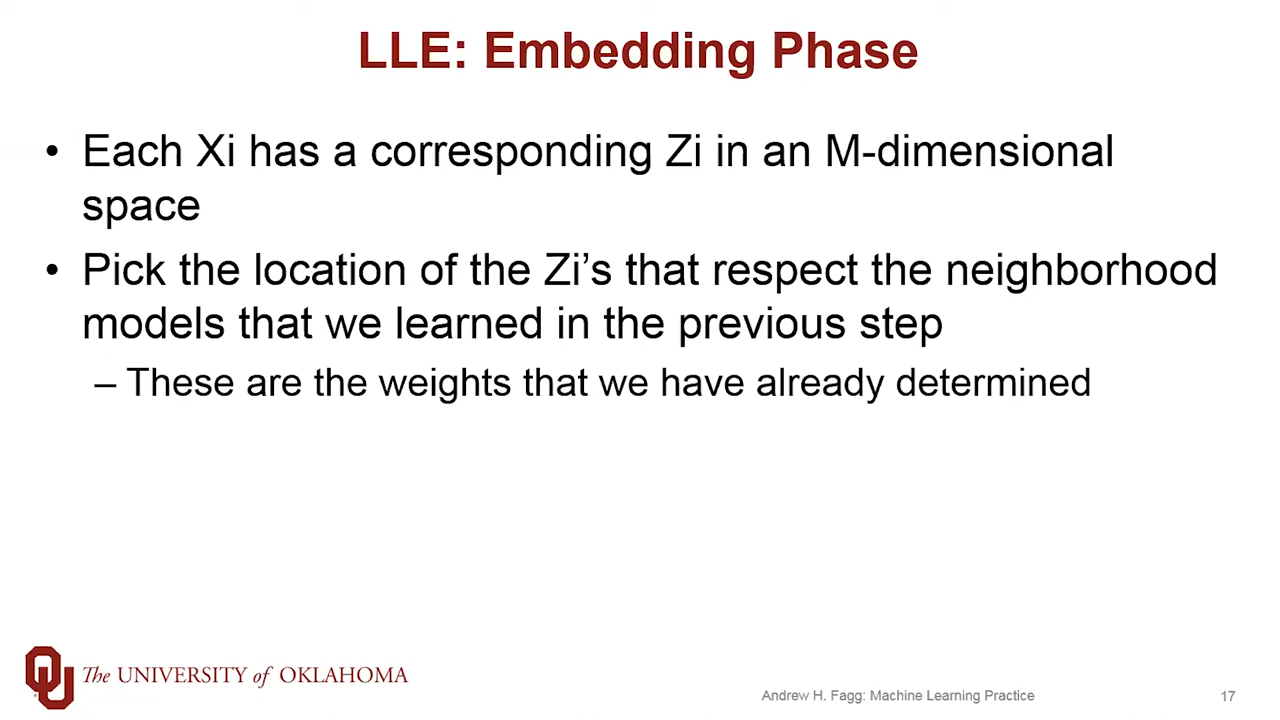 LLE: Embedding Phase
• Each Xi has a corresponding Zi in an M-dimensional
space
• Pick the location of the Zi’s that respect the neighborhood
models that we learned in the previous step
– These are the weights that we have already determined
OU The UNIVERSITY of OKLAHOMA
Andrew H. Fagg: Machine Learning Practice
17